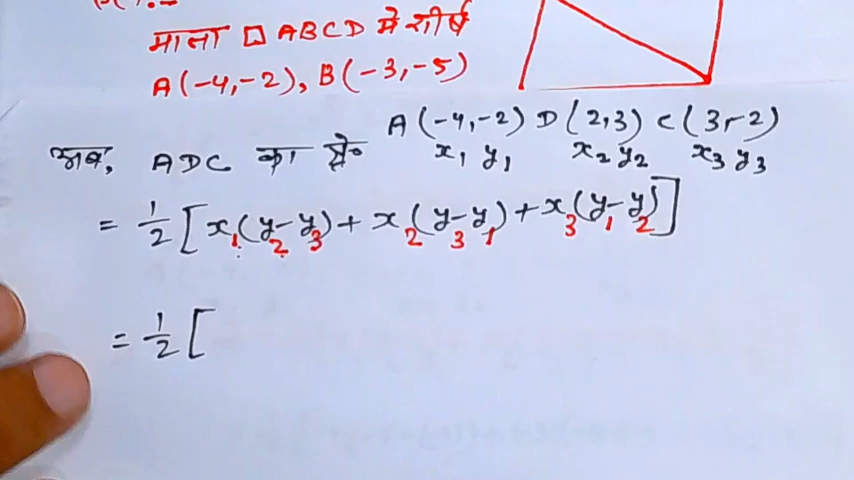 माना □ ABCD में शीर्ष
A(-4,-2), B(-3,-5)
A(-4,-2) D(2,3) C(3,-2)
अब, ADC का क्षे०
x₁ y₁ x₂ y₂ x₃ y₃
= 1/2 [x₁(y₂-y₃)+x₂(y₃-y₁)+x₃(y₁-y₂)]
= 1/2 [